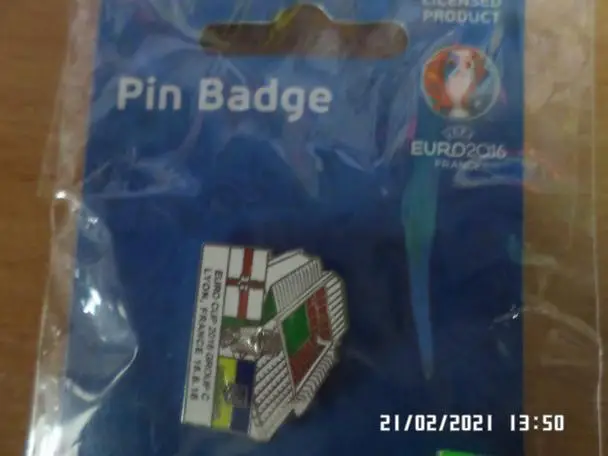 LICENSED
PRODUCT
Pin Badge
UEFA
EURO2016
FRANCE
EURO CUP 2016 GROUP C
LYON, FRANCE 16.6.16
21/02/2021 13:50